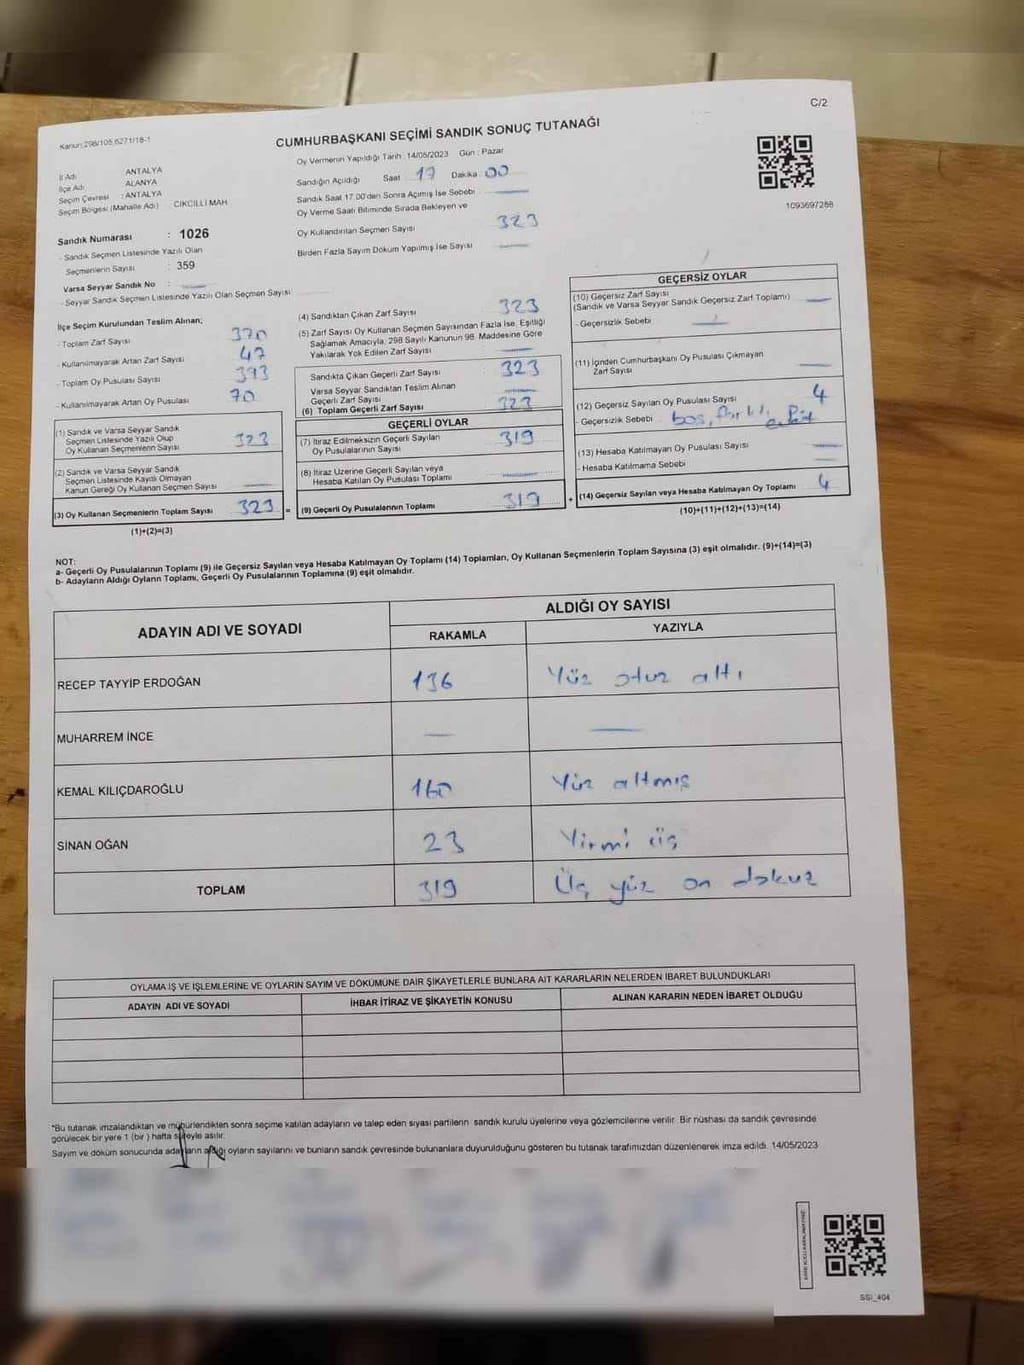 C/2
Kanun:298/105,6271/18-1
CUMHURBAŞKANI SEÇİMİ SANDIK SONUÇ TUTANAĞI
İl Adı ANTALYA
İlçe Adı ALANYA
Seçim Çevresi : ANTALYA
Seçim Bölgesi (Mahalle Adı) CIKCILLI MAH
Sandık Numarası : 1026
- Sandık Seçmen Listesinde Yazılı Olan
Seçmenlerin Sayısı : 359
Varsa Seyyar Sandık No : —
- Seyyar Sandık Seçmen Listesinde Yazılı Olan Seçmen Sayısı:
Oy Vermenin Yapıldığı Tarih : 14/05/2023 Gün : Pazar
Sandığın Açıldığı Saat 17 Dakika 00
Sandık Saat 17.00'den Sonra Açımış İse Sebebi —
Oy Verme Saati Bitiminde Sırada Bekleyen ve
Oy Kullandırılan Seçmen Sayısı 323
Birden Fazla Sayım Döküm Yapılmış İse Sayısı —
1093697288
İlçe Seçim Kurulundan Teslim Alınan;
- Toplam Zarf Sayısı 370
- Kullanılmayarak Artan Zarf Sayısı 47
- Toplam Oy Pusulası Sayısı 393
- Kullanılmayarak Artan Oy Pusulası 70
(1) Sandık ve Varsa Seyyar Sandık
Seçmen Listesinde Yazılı Olup
Oy Kullanan Seçmenlerin Sayısı 323
(2) Sandık ve Varsa Seyyar Sandık
Seçmen Listesinde Kayıtlı Olmayan
Kanun Gereği Oy Kullanan Seçmen Sayısı —
(3) Oy Kullanan Seçmenlerin Toplam Sayısı 323 =
(1)+(2)=(3)
(4) Sandıktan Çıkan Zarf Sayısı 323
(5) Zarf Sayısı Oy Kullanan Seçmen Sayısından Fazla İse, Eşitliği
Sağlamak Amacıyla, 298 Sayılı Kanunun 98. Maddesine Göre
Yakılarak Yok Edilen Zarf Sayısı —
Sandıkta Çıkan Geçerli Zarf Sayısı 323
Varsa Seyyar Sandıktan Teslim Alınan
Geçerli Zarf Sayısı —
(6) Toplam Geçerli Zarf Sayısı 323
GEÇERLİ OYLAR
(7) İtiraz Edilmeksizin Geçerli Sayılan
Oy Pusulalarının Sayısı 319
(8) İtiraz Üzerine Geçerli Sayılan veya
Hesaba Katılan Oy Pusulası Toplamı —
(9) Geçerli Oy Pusulalarının Toplamı 319 +
GEÇERSİZ OYLAR
(10) Geçersiz Zarf Sayısı
(Sandık ve Varsa Seyyar Sandık Geçersiz Zarf Toplamı) —
- Geçersizlik Sebebi —
(11) İçinden Cumhurbaşkanı Oy Pusulası Çıkmayan
Zarf Sayısı —
(12) Geçersiz Sayılan Oy Pusulası Sayısı 4
- Geçersizlik Sebebi boş, farklı,
(13) Hesaba Katılmayan Oy Pusulası Sayısı —
- Hesaba Katılmama Sebebi —
(14) Geçersiz Sayılan veya Hesaba Katılmayan Oy Toplamı 4
(10)+(11)+(12)+(13)=(14)
NOT:
a- Geçerli Oy Pusulalarının Toplamı (9) ile Geçersiz Sayılan veya Hesaba Katılmayan Oy Toplamı (14) Toplamları, Oy Kullanan Seçmenlerin Toplam Sayısına (3) eşit olmalıdır. (9)+(14)=(3)
b- Adayların Aldığı Oyların Toplamı, Geçerli Oy Pusulalarının Toplamına (9) eşit olmalıdır.
ADAYIN ADI VE SOYADI ALDIĞI OY SAYISI
RAKAMLA YAZIYLA
RECEP TAYYİP ERDOĞAN 136 Yüz otuz altı
MUHARREM İNCE — —
KEMAL KILIÇDAROĞLU 160 Yüz altmış
SİNAN OĞAN 23 Yirmi üç
TOPLAM 319 Üç yüz on dokuz
OYLAMA İŞ VE İŞLEMLERİNE VE OYLARIN SAYIM VE DÖKÜMÜNE DAİR ŞİKAYETLERLE BUNLARA AİT KARARLARIN NELERDEN İBARET BULUNDUKLARI
ADAYIN ADI VE SOYADI İHBAR İTİRAZ VE ŞİKAYETİN KONUSU ALINAN KARARIN NEDEN İBARET OLDUĞU
*Bu tutanak imzalandıktan ve mühürlendikten sonra seçime katılan adayların ve talep eden siyasi partilerin sandık kurulu üyelerine veya gözlemcilerine verilir. Bir nüshası da sandık çevresinde
görülecek bir yere 1 (bir ) hafta süreyle asılır.
Sayım ve döküm sonucunda adayların aldığı oyların sayılarını ve bunların sandık çevresinde bulunanlara duyurulduğunu gösteren bu tutanak tarafımızdan düzenlenerek imza edildi. 14/05/2023
SSI_404